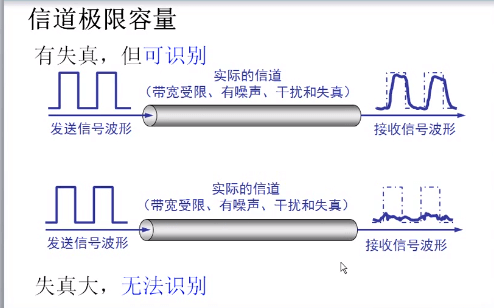 信道极限容量
有失真，但可识别
实际的信道
（带宽受限、有噪声、干扰和失真）
发送信号波形
接收信号波形
实际的信道
（带宽受限、有噪声、干扰和失真）
发送信号波形
接收信号波形
失真大，无法识别